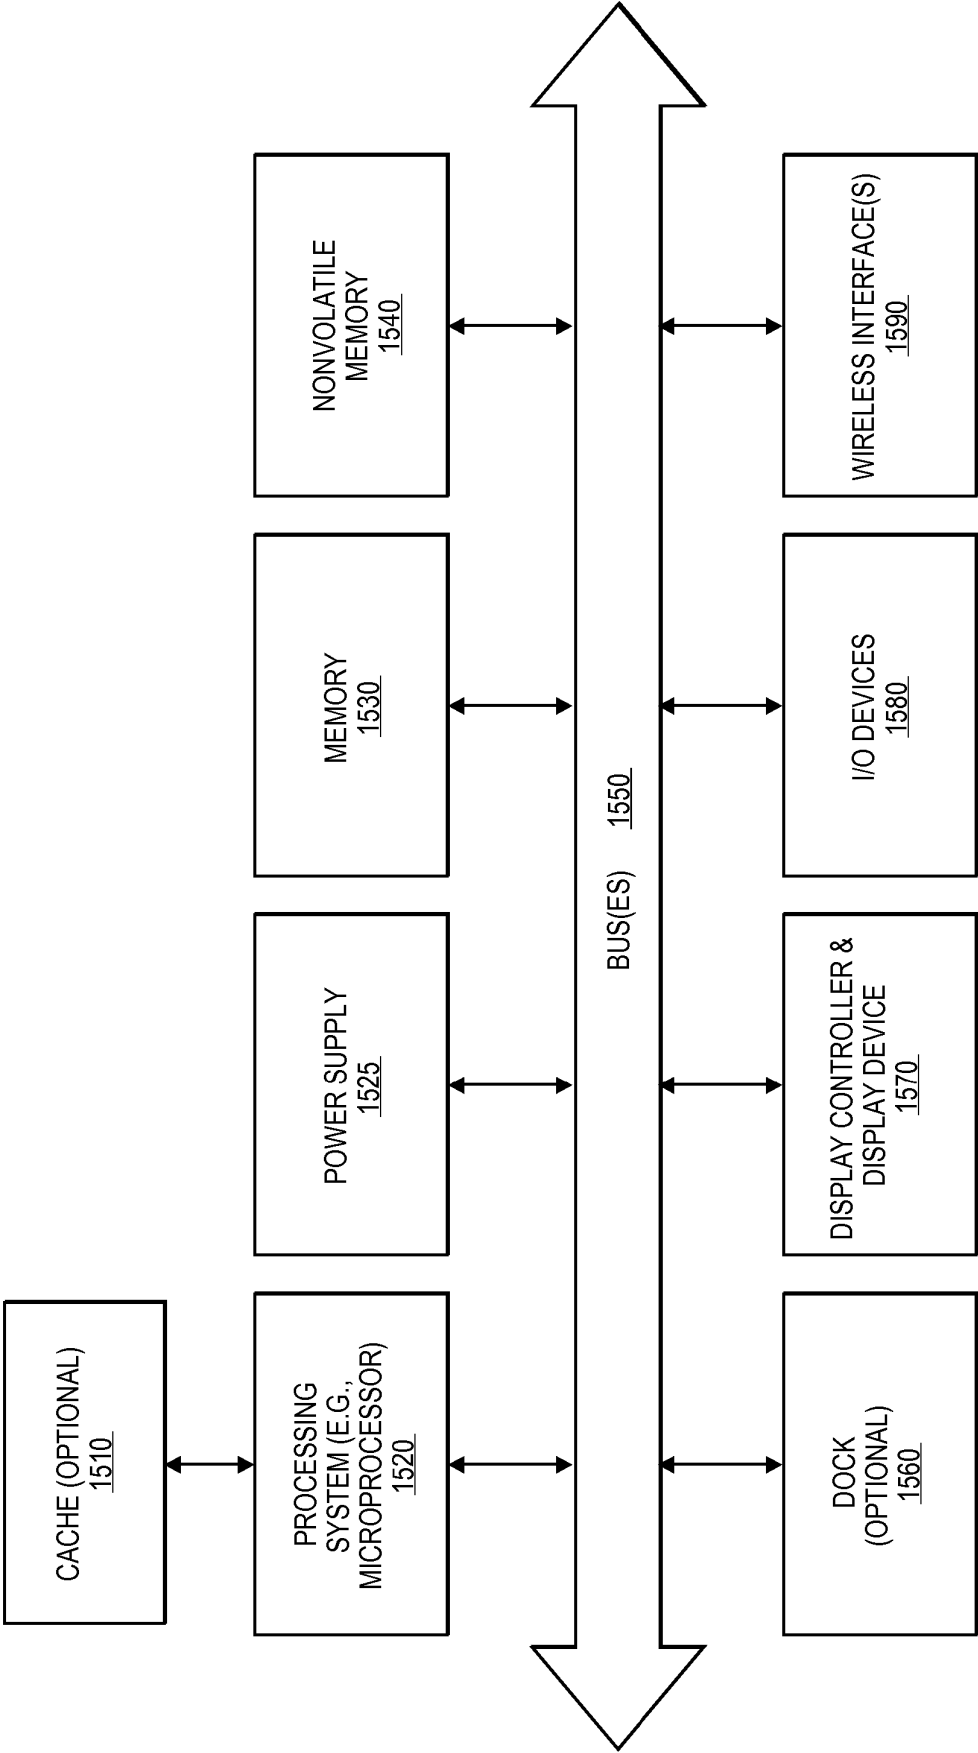 CACHE (OPTIONAL)
1510
PROCESSING
SYSTEM (E.G.,
MICROPROCESSOR)
1520
POWER SUPPLY
1525
MEMORY
1530
NONVOLATILE
MEMORY
1540
BUS(ES) 1550
DOCK
(OPTIONAL)
1560
DISPLAY CONTROLLER &
DISPLAY DEVICE
1570
I/O DEVICES
1580
WIRELESS INTERFACE(S)
1590